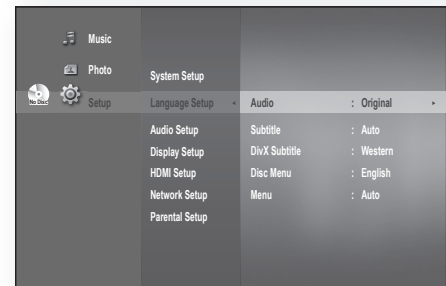 Music
Photo
No Disc
Setup
System Setup
Language Setup
Audio Setup
Display Setup
HDMI Setup
Network Setup
Parental Setup
Audio : Original
Subtitle : Auto
DivX Subtitle : Western
Disc Menu : English
Menu : Auto